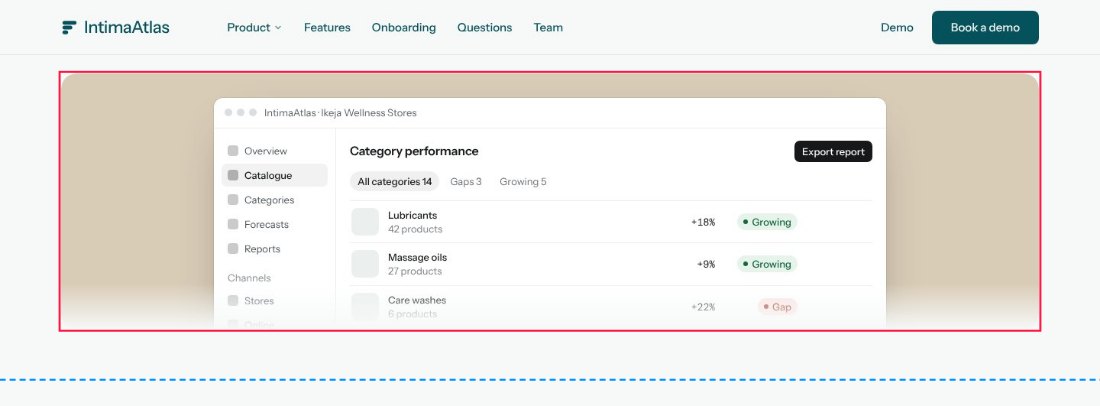 IntimaAtlas
Product
Features
Onboarding
Questions
Team
Demo
Book a demo
IntimaAtlas · Ikeja Wellness Stores
Overview
Catalogue
Categories
Forecasts
Reports
Channels
Stores
Online
Category performance
Export report
All categories 14
Gaps 3
Growing 5
Lubricants
42 products
+18%
Growing
Massage oils
27 products
+9%
Growing
Care washes
6 products
+22%
Gap